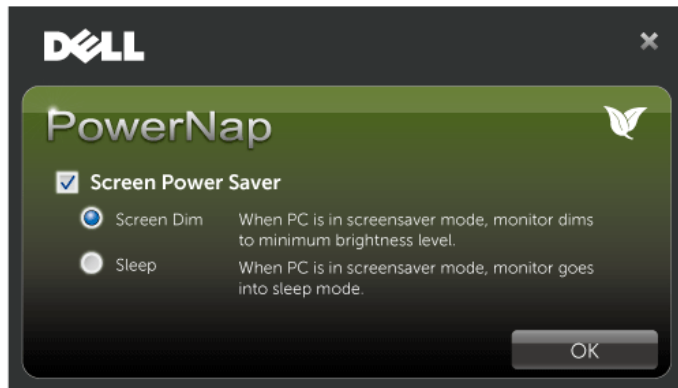 DELL
PowerNap
Screen Power Saver
Screen Dim When PC is in screensaver mode, monitor dims
to minimum brightness level.
Sleep When PC is in screensaver mode, monitor goes
into sleep mode.
OK